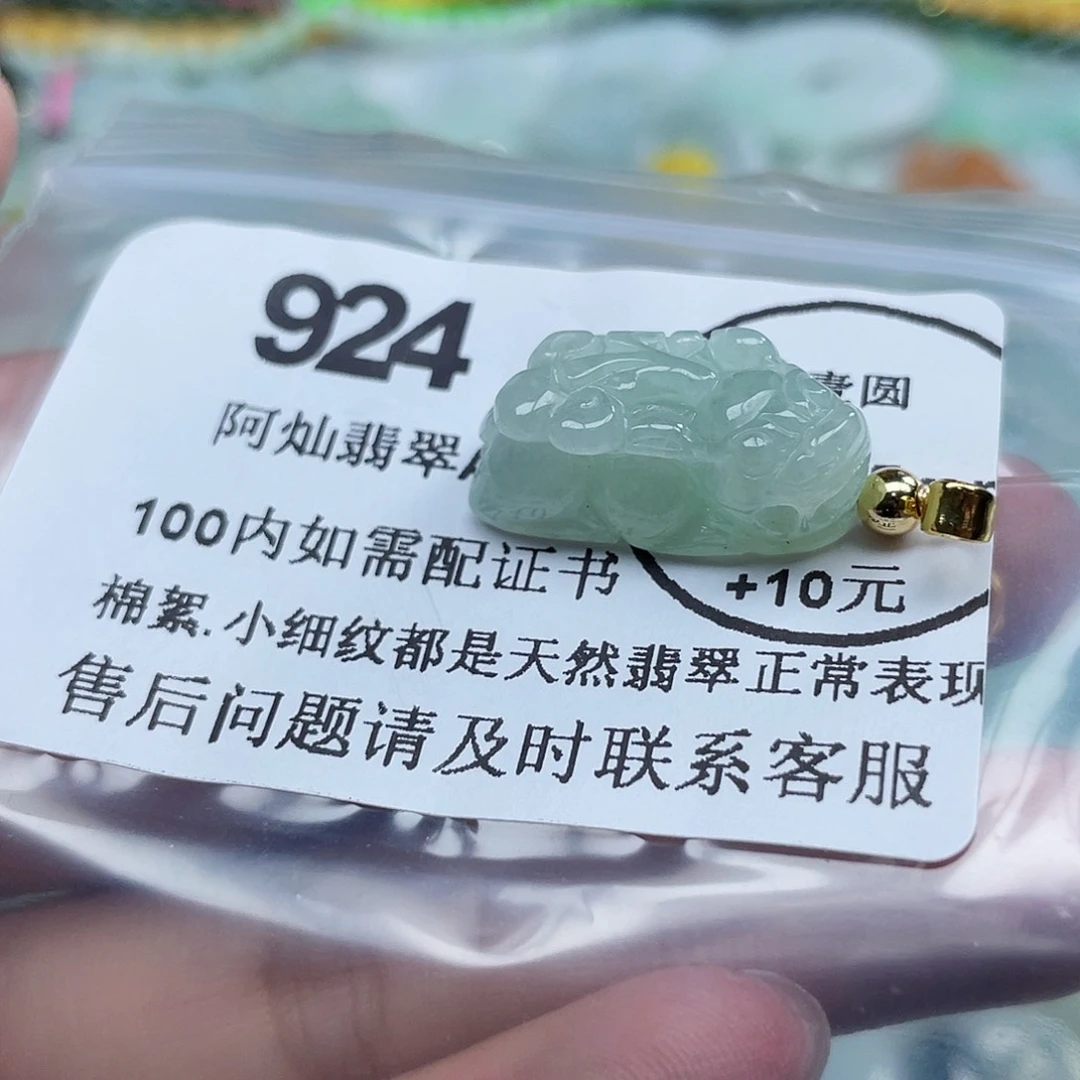 924
圆
阿灿翡翠
100内如需配证书
+10元
棉絮.小细纹都是天然翡翠正常表现
售后问题请及时联系客服